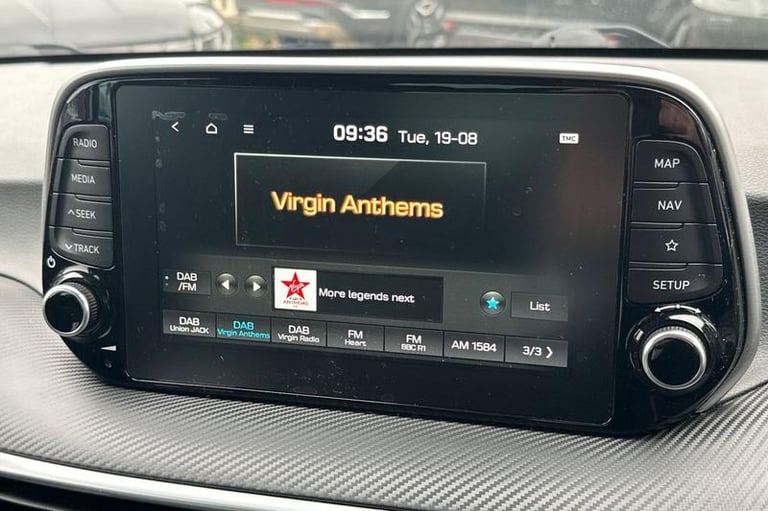 09:36 Tue, 19-08
TMC
RADIO
MEDIA
SEEK
TRACK
MAP
NAV
SETUP
Virgin Anthems
DAB
/FM
ANTHEMS
More legends next
List
DAB
Union JACK
DAB
Virgin Anthems
DAB
Virgin Radio
FM
Heart
FM
BBC R1
AM 1584
3/3